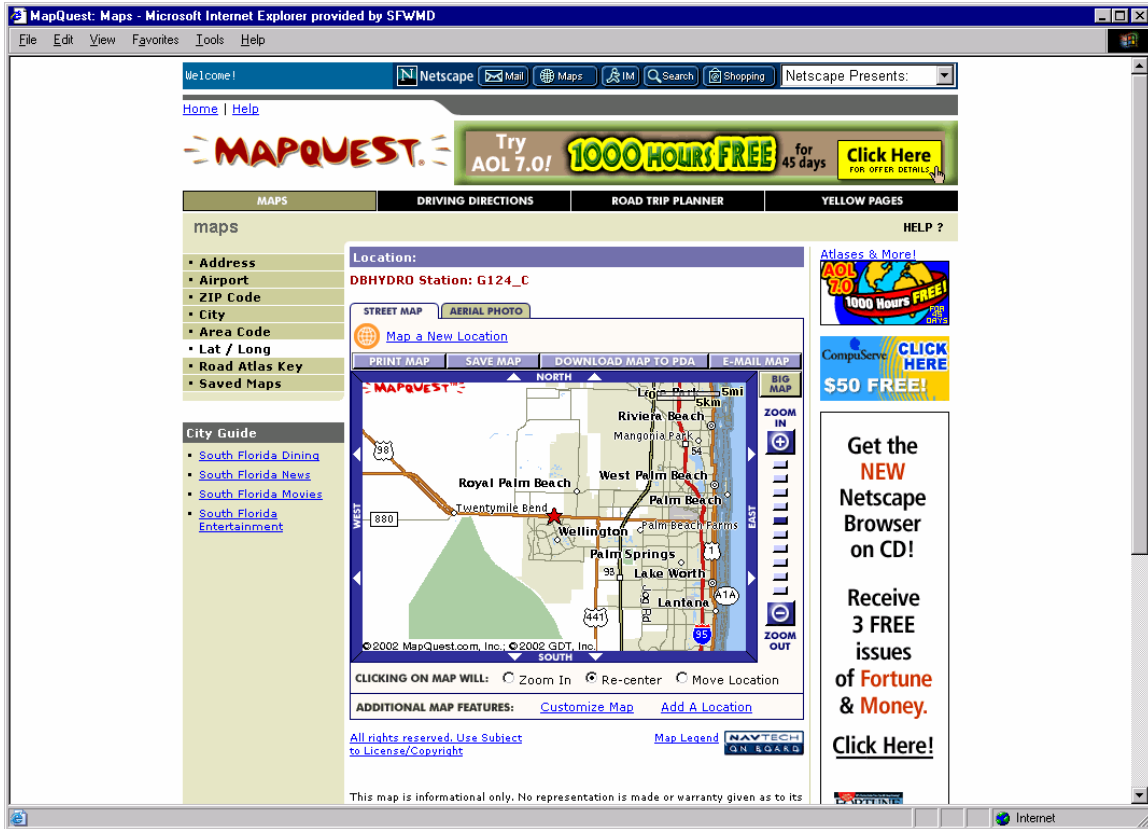 MapQuest: Maps - Microsoft Internet Explorer provided by SFWMD
File Edit View Favorites Tools Help
Welcome!
N Netscape Mail Maps IM Search Shopping Netscape Presents:
Home | Help
MAPQUEST.
Try AOL 7.0! 1000 HOURS FREE for 45 days Click Here FOR OFFER DETAILS
MAPS DRIVING DIRECTIONS ROAD TRIP PLANNER YELLOW PAGES
maps HELP ?
Address
Airport
ZIP Code
City
Area Code
Lat / Long
Road Atlas Key
Saved Maps
City Guide
South Florida Dining
South Florida News
South Florida Movies
South Florida
Entertainment
Location:
DBHYDRO Station: G124_C
STREET MAP AERIAL PHOTO
Map a New Location
PRINT MAP SAVE MAP DOWNLOAD MAP TO PDA E-MAIL MAP
NORTH
BIG
MAP
MAPQUEST
0 5mi
5km
Riviera Beach
Mangonia Park
54
98
West Palm Beach
Royal Palm Beach
Palm Beach
Twentymile Bend
880
Palm Beach Farms
Wellington
1
Palm Springs
93
Lake Worth
Jog Rd
A1A
Lantana
441
95
©2002 MapQuest.com, Inc.; ©2002 GDT, Inc.
WEST
EAST
SOUTH
ZOOM
IN
ZOOM
OUT
CLICKING ON MAP WILL: Zoom In Re-center Move Location
ADDITIONAL MAP FEATURES: Customize Map Add A Location
All rights reserved. Use Subject
to License/Copyright
Map Legend NAVTECH
ON BOARD
This map is informational only. No representation is made or warranty given as to its
Atlases & More!
AOL
7.0
1000 Hours FREE!
FOR
45
DAYS
CompuServe CLICK
HERE
$50 FREE!
Get the
NEW
Netscape
Browser
on CD!
Receive
3 FREE
issues
of Fortune
& Money.
Click Here!
FORTUNE
Internet